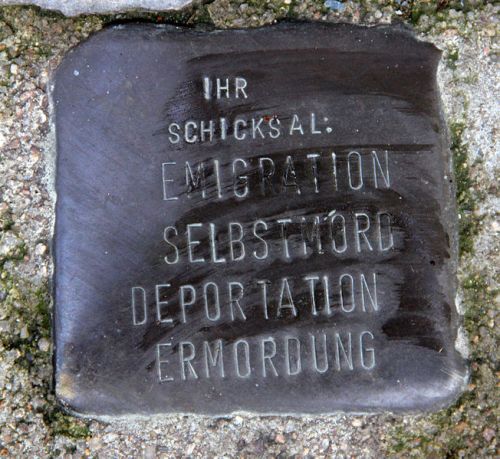 IHR
SCHICKSAL:
EMIGRATION
SELBSTMORD
DEPORTATION
ERMORDUNG